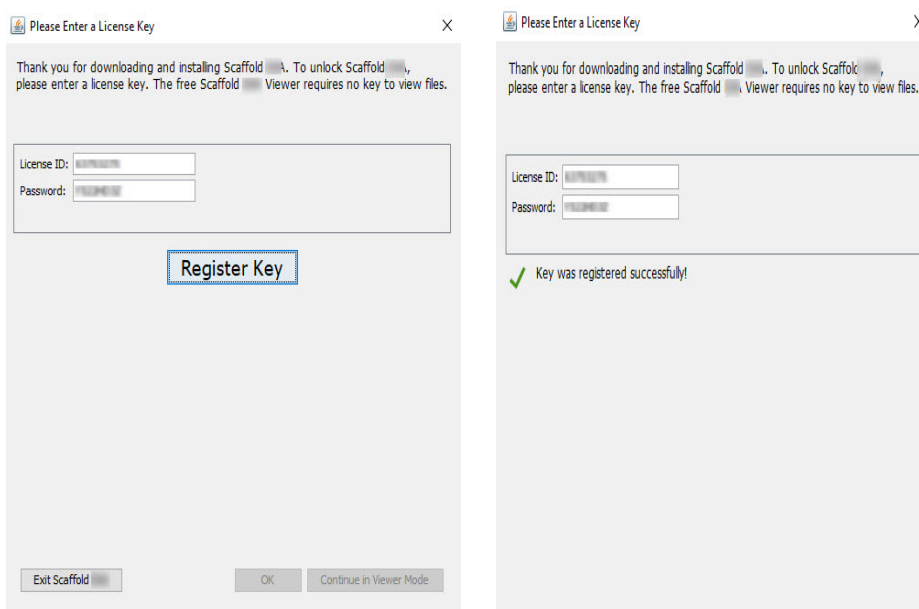 Please Enter a License Key
X
Thank you for downloading and installing Scaffold A. To unlock Scaffold ,
please enter a license key. The free Scaffold Viewer requires no key to view files.
License ID:
Password:
Register Key
Exit Scaffold
OK
Continue in Viewer Mode
Please Enter a License Key
Thank you for downloading and installing Scaffold . To unlock Scaffold ,
please enter a license key. The free Scaffold Viewer requires no key to view files.
License ID:
Password:
Key was registered successfully!